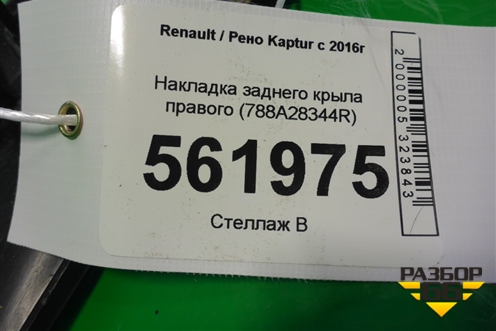 Renault / Рено Kaptur с 2016г
Накладка заднего крыла
правого (788A28344R)
561975
Стеллаж В
2000005323843
РАЗБОР